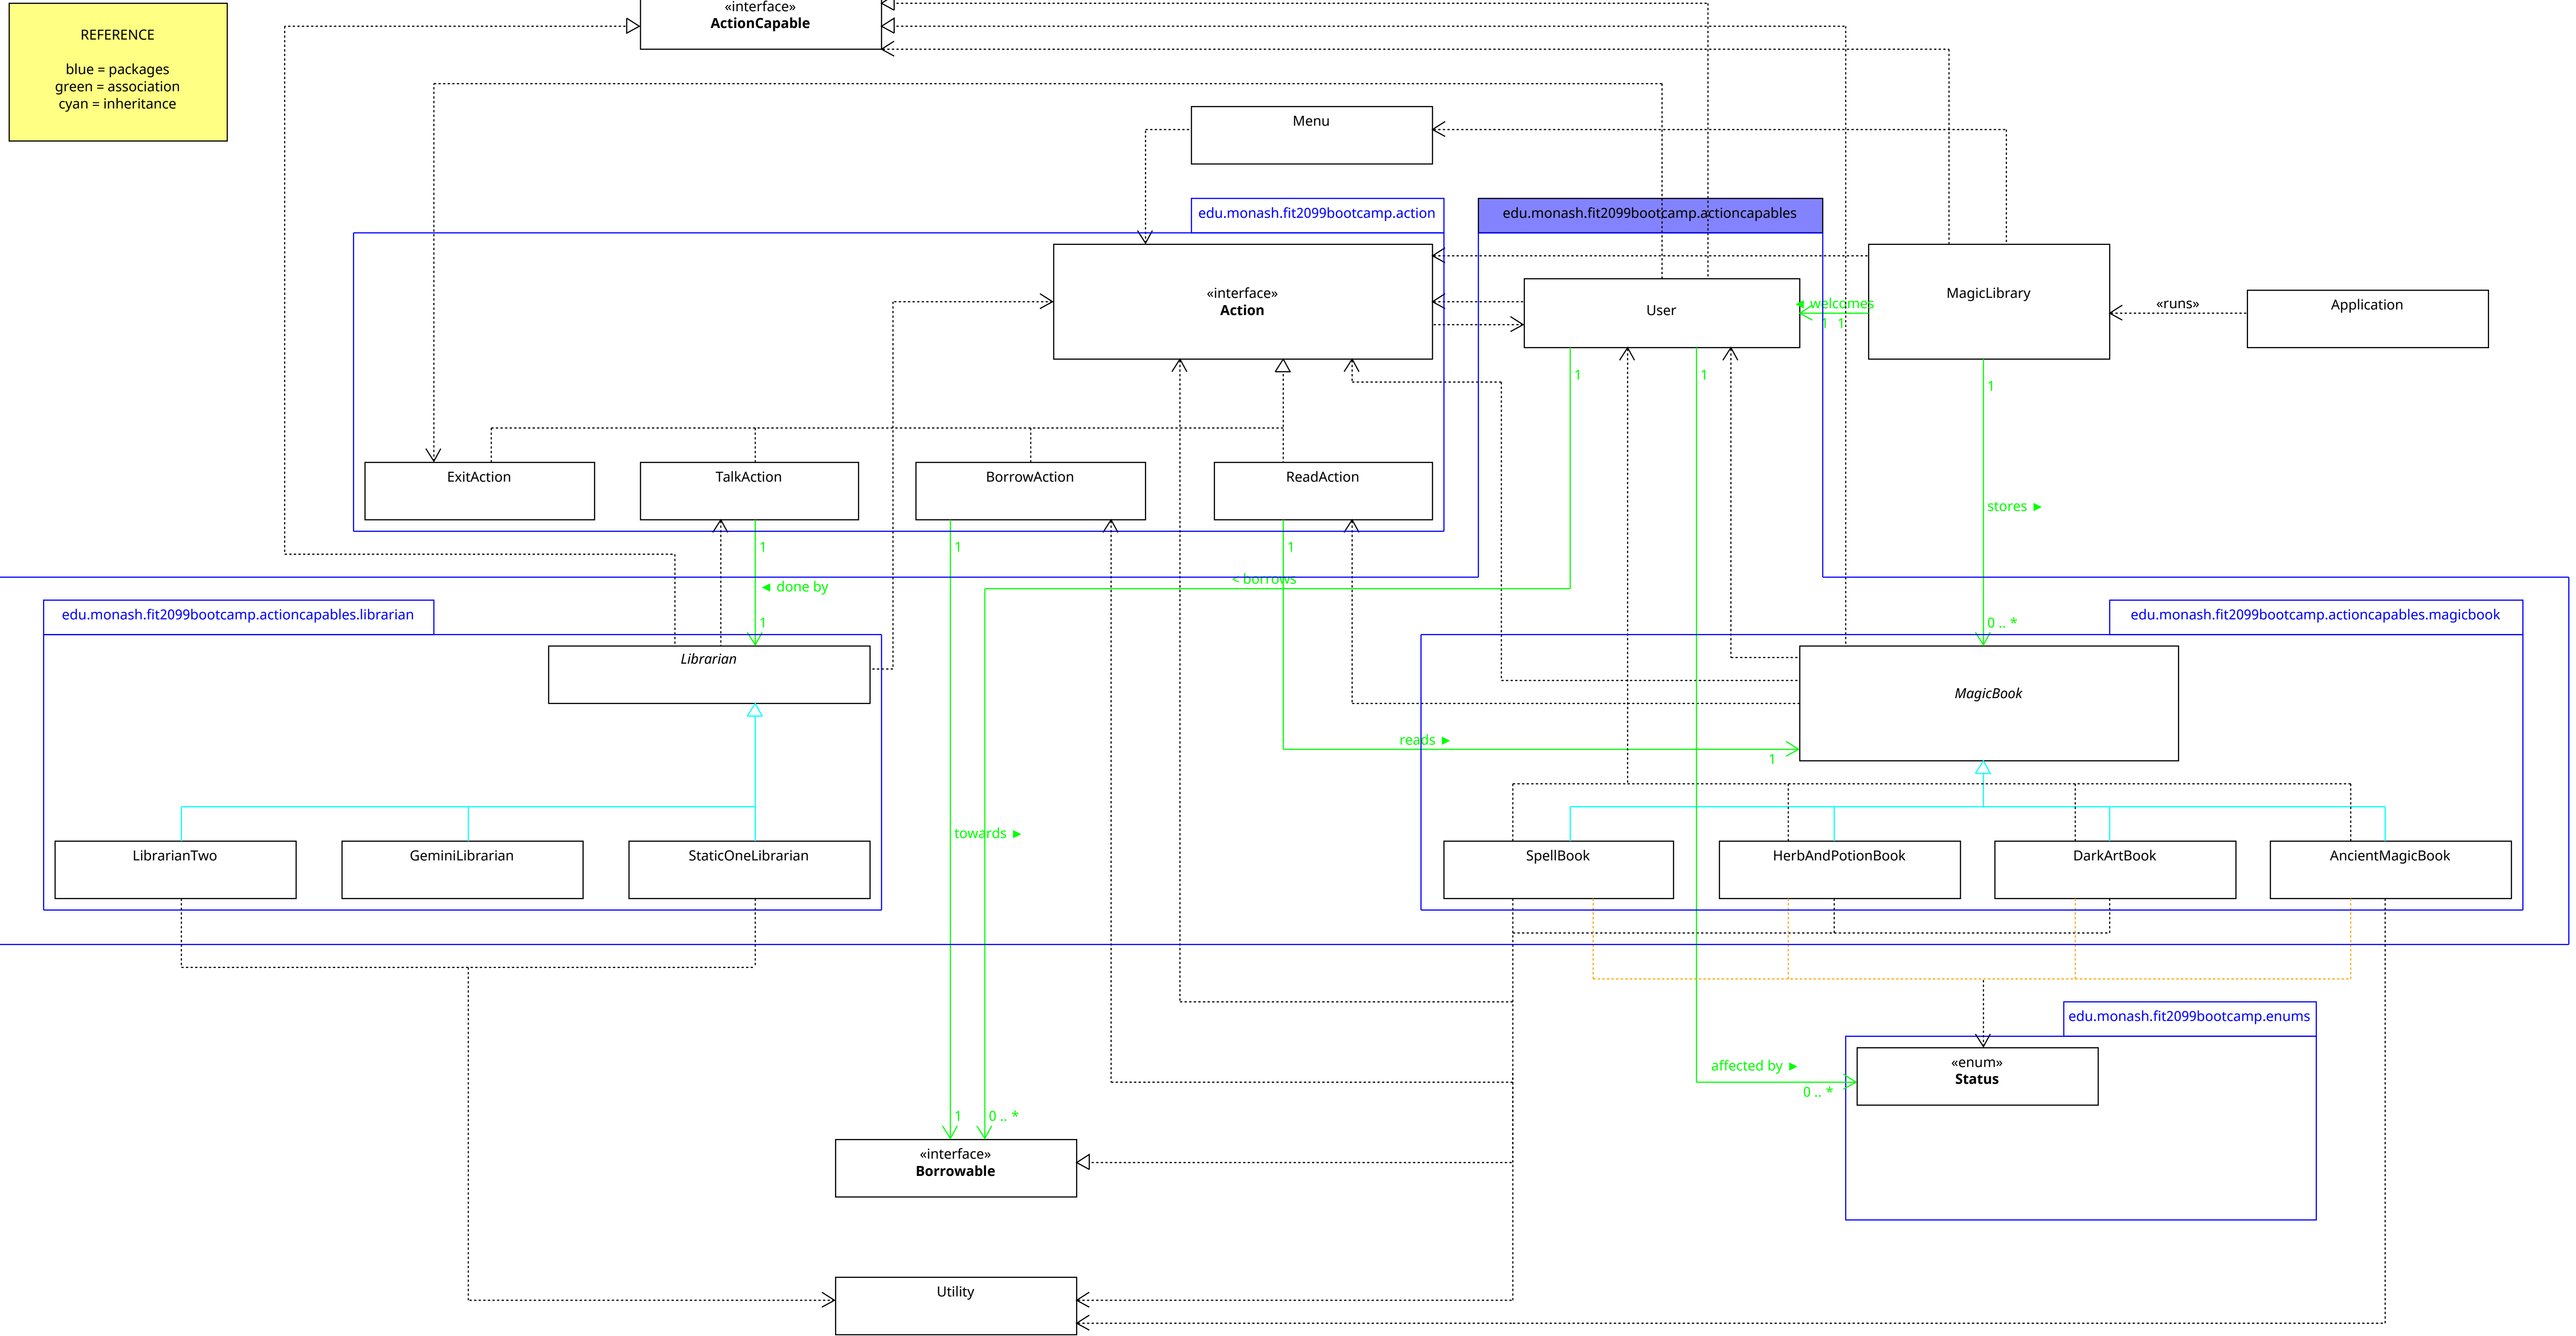 «interface»
ActionCapable
REFERENCE
blue = packages
green = association
cyan = inheritance
Menu
edu.monash.fit2099bootcamp.action
edu.monash.fit2099bootcamp.actioncapables
«interface»
Action
User
◄ welcomes
1 1
MagicLibrary
«runs»
Application
1
1
1
ExitAction
TalkAction
BorrowAction
ReadAction
stores ►
1
1
1
◄ done by
< borrows
1
0 .. *
edu.monash.fit2099bootcamp.actioncapables.librarian
edu.monash.fit2099bootcamp.actioncapables.magicbook
Librarian
MagicBook
reads ►
1
towards ►
LibrarianTwo
GeminiLibrarian
StaticOneLibrarian
SpellBook
HerbAndPotionBook
DarkArtBook
AncientMagicBook
edu.monash.fit2099bootcamp.enums
«enum»
Status
affected by ►
0 .. *
1
0 .. *
«interface»
Borrowable
Utility